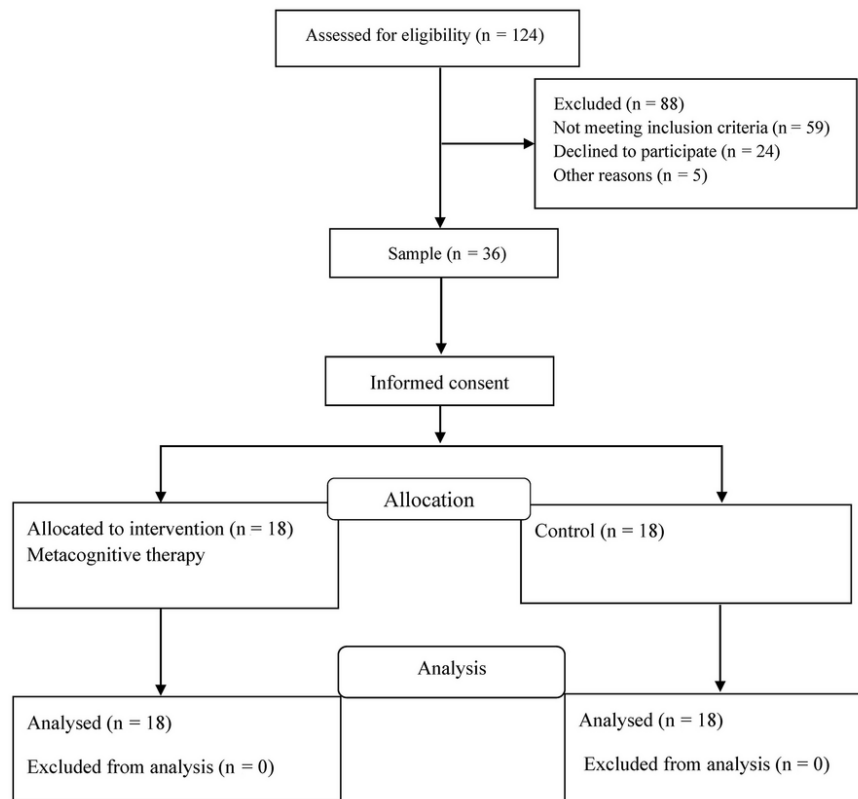 Assessed for eligibility (n = 124)
Excluded (n = 88)
Not meeting inclusion criteria (n = 59)
Declined to participate (n = 24)
Other reasons (n = 5)
Sample (n = 36)
Informed consent
Allocation
Allocated to intervention (n = 18)
Metacognitive therapy
Control (n = 18)
Analysis
Analysed (n = 18)
Excluded from analysis (n = 0)
Analysed (n = 18)
Excluded from analysis (n = 0)